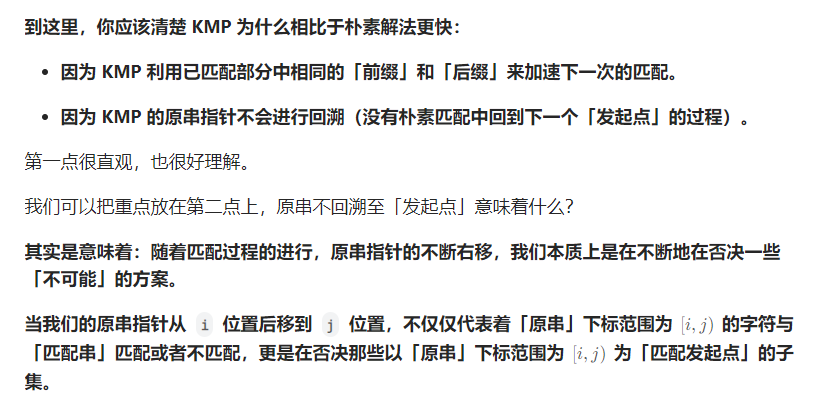 到这里，你应该清楚 KMP 为什么相比于朴素解法更快：
• 因为 KMP 利用已匹配部分中相同的「前缀」和「后缀」来加速下一次的匹配。
• 因为 KMP 的原串指针不会进行回溯（没有朴素匹配中回到下一个「发起点」的过程）。
第一点很直观，也很好理解。
我们可以把重点放在第二点上，原串不回溯至「发起点」意味着什么？
其实是意味着：随着匹配过程的进行，原串指针的不断右移，我们本质上是在不断地在否决一些
「不可能」的方案。
当我们的原串指针从 i 位置后移到 j 位置，不仅仅代表着「原串」下标范围为 [i, j) 的字符与
「匹配串」匹配或者不匹配，更是在否决那些以「原串」下标范围为 [i, j) 为「匹配发起点」的子
集。